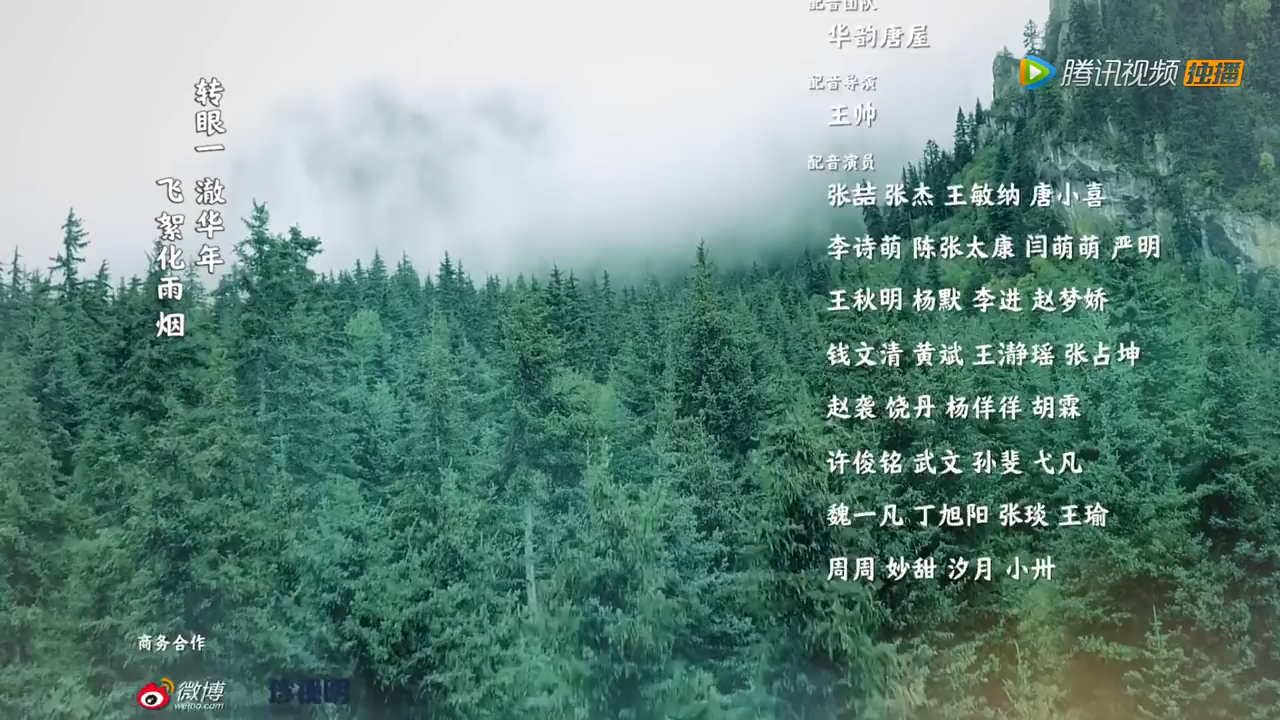 配音团队
华韵唐屋
腾讯视频 独播
配音导演
王帅
配音演员
张喆 张杰 王敏纳 唐小喜
李诗萌 陈张太康 闫萌萌 严明
王秋明 杨默 李进 赵梦娇
钱文清 黄斌 王瀞瑶 张占坤
赵袭 饶丹 杨佯徉 胡霖
许俊铭 武文 孙斐 弋凡
魏一凡 丁旭阳 张琰 王瑜
周周 妙甜 汐月 小卅
转眼一 澈华年
飞絮化雨烟
商务合作
微博
weibo.com
珍视明